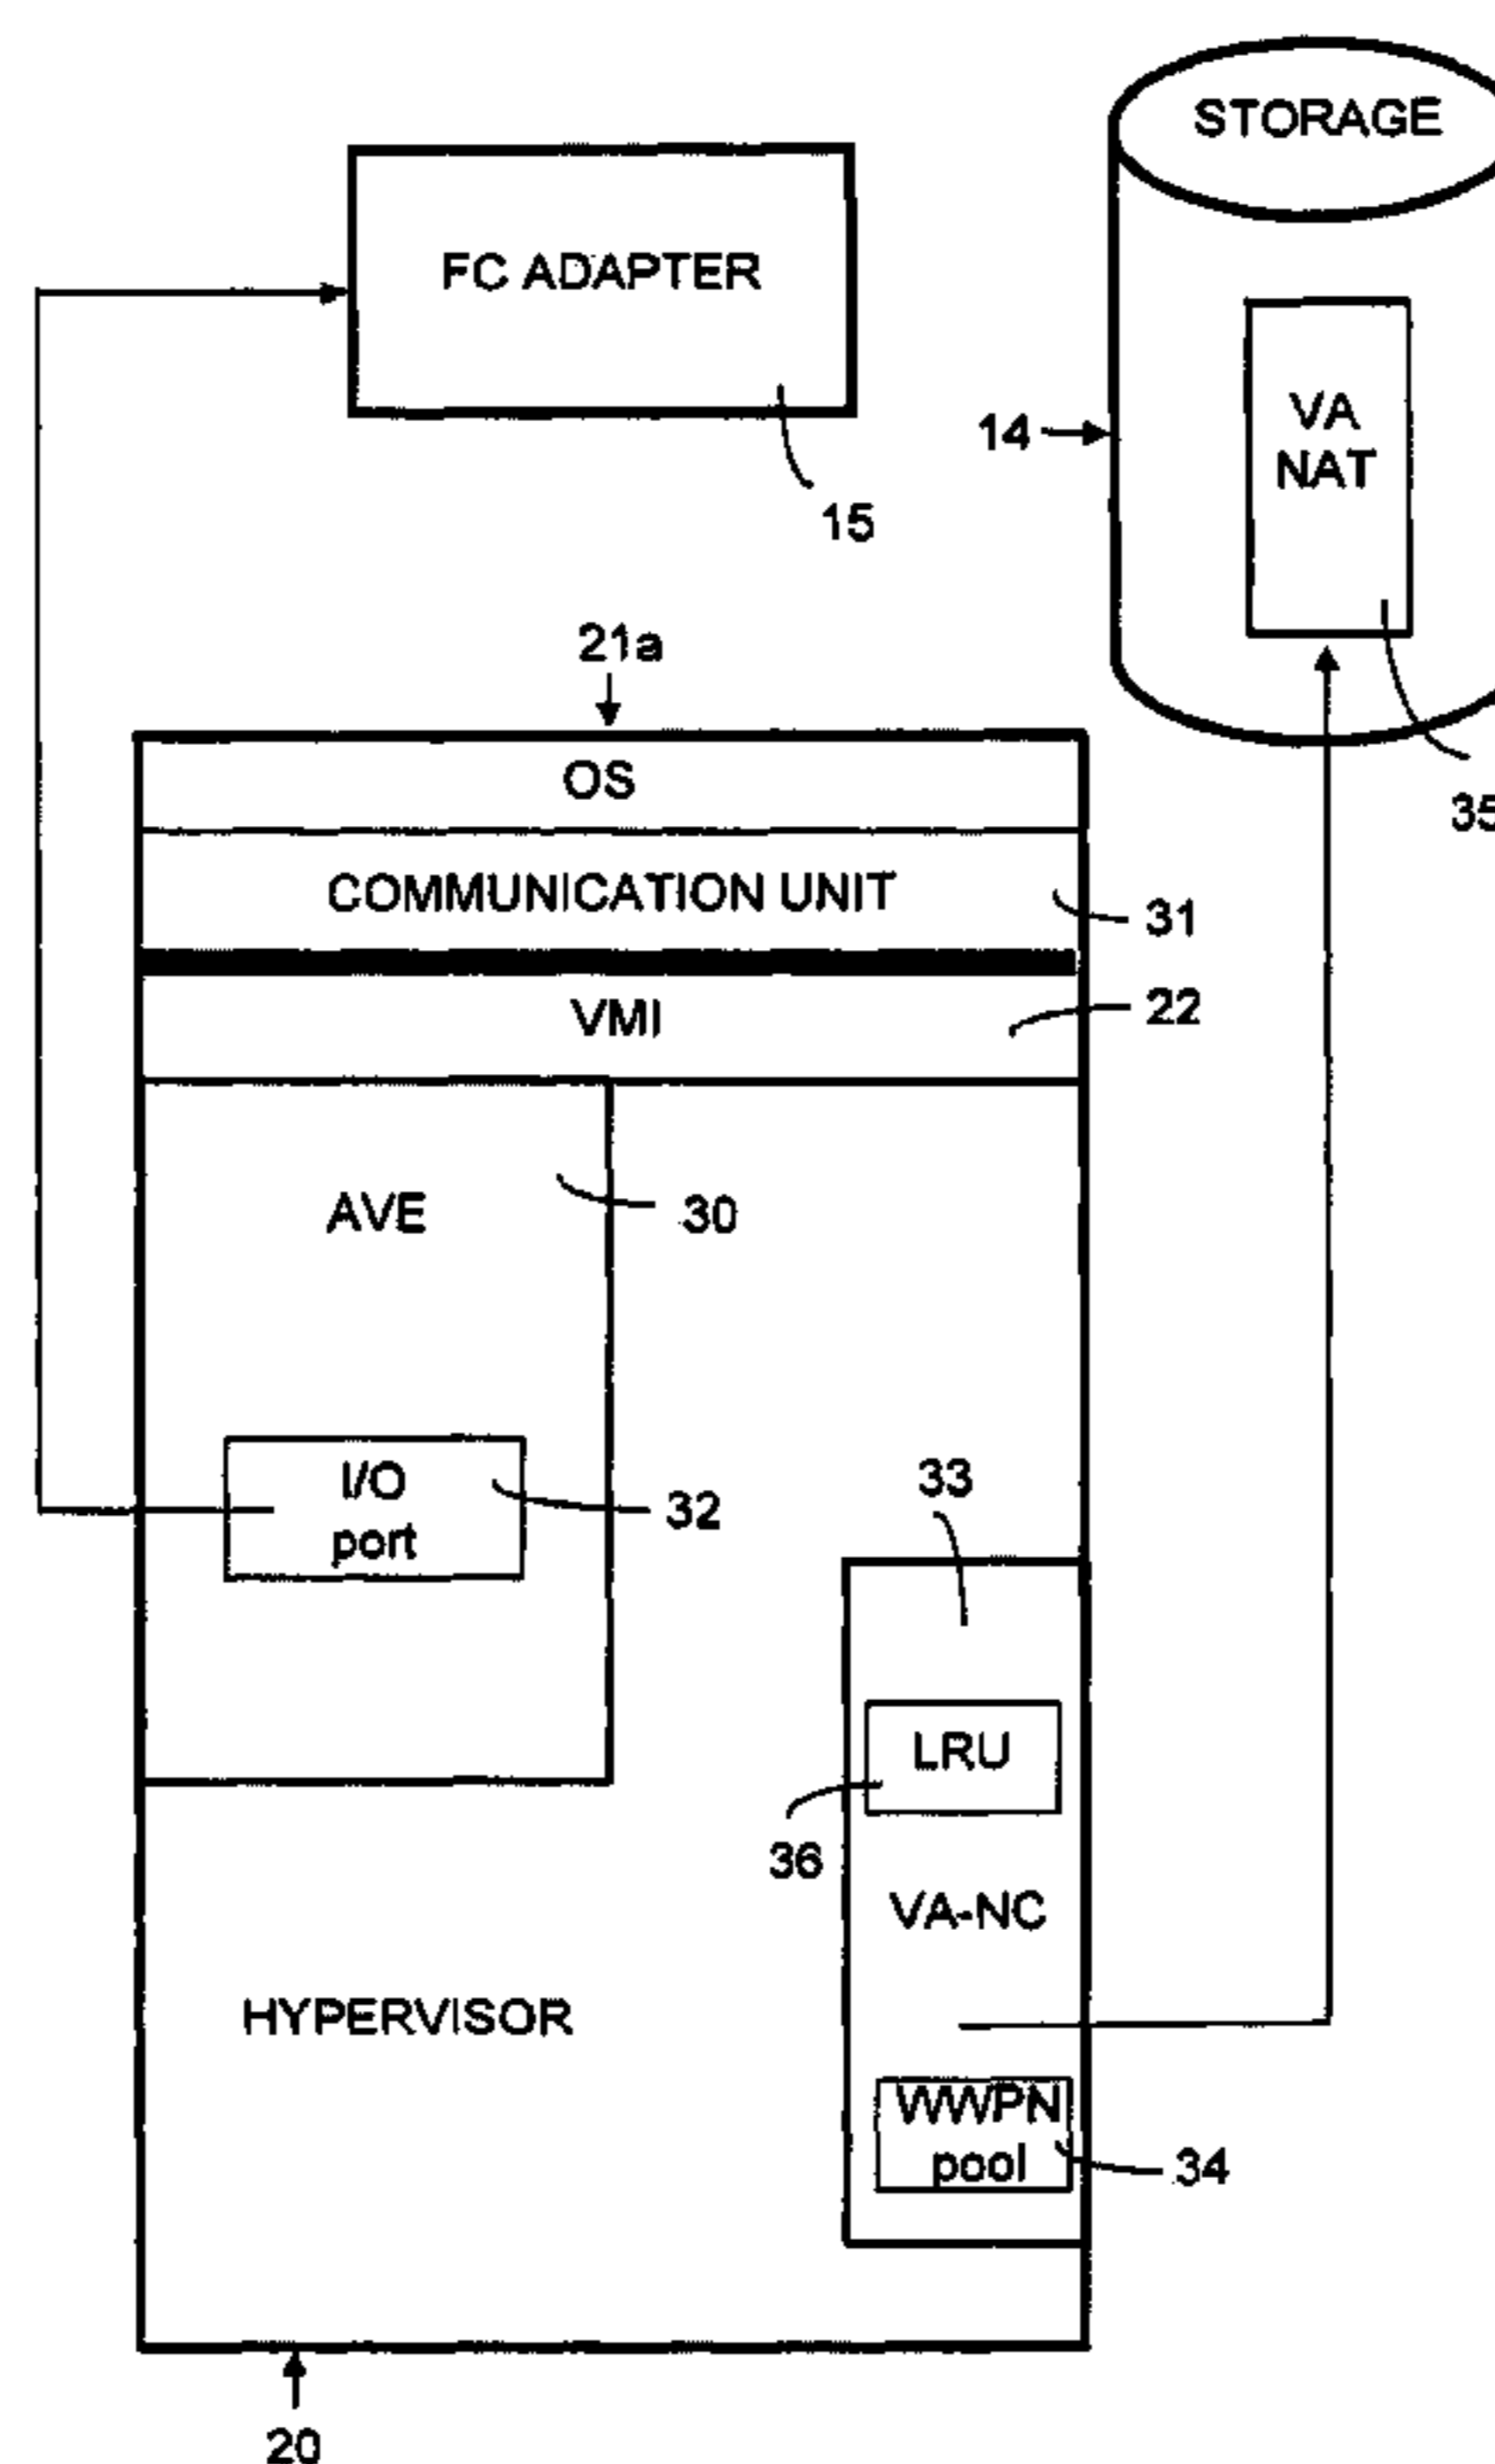 STORAGE
FC ADAPTER
VA
NAT
14
15
21a
35
OS
COMMUNICATION UNIT
31
VMI
22
AVE
30
I/O
port
32
33
LRU
36
VA-NC
HYPERVISOR
WWPN
pool
34
20